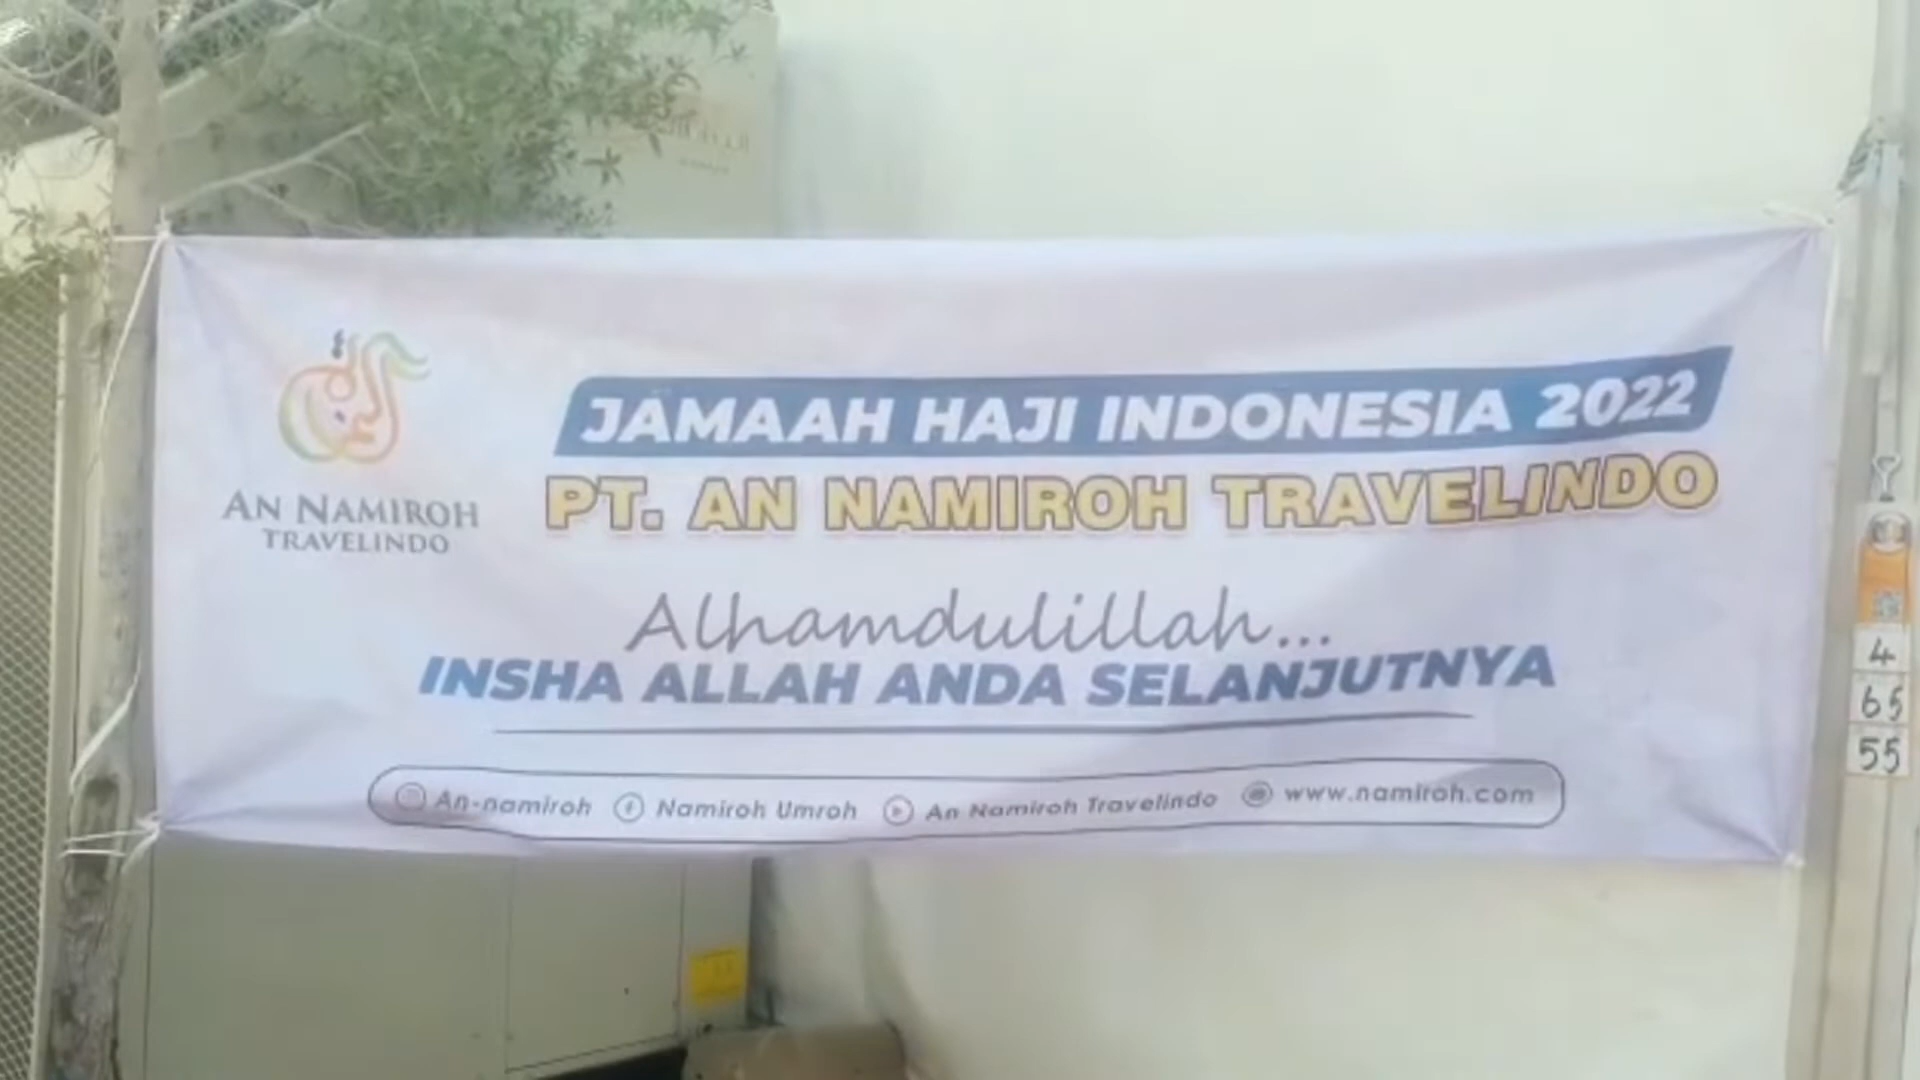 AN NAMIROH
TRAVELINDO
JAMAAH HAJI INDONESIA 2022
PT. AN NAMIROH TRAVELINDO
Alhamdulillah...
INSHA ALLAH ANDA SELANJUTNYA
An-namiroh Namiroh Umroh An Namiroh Travelindo www.namiroh.com
4
65
55